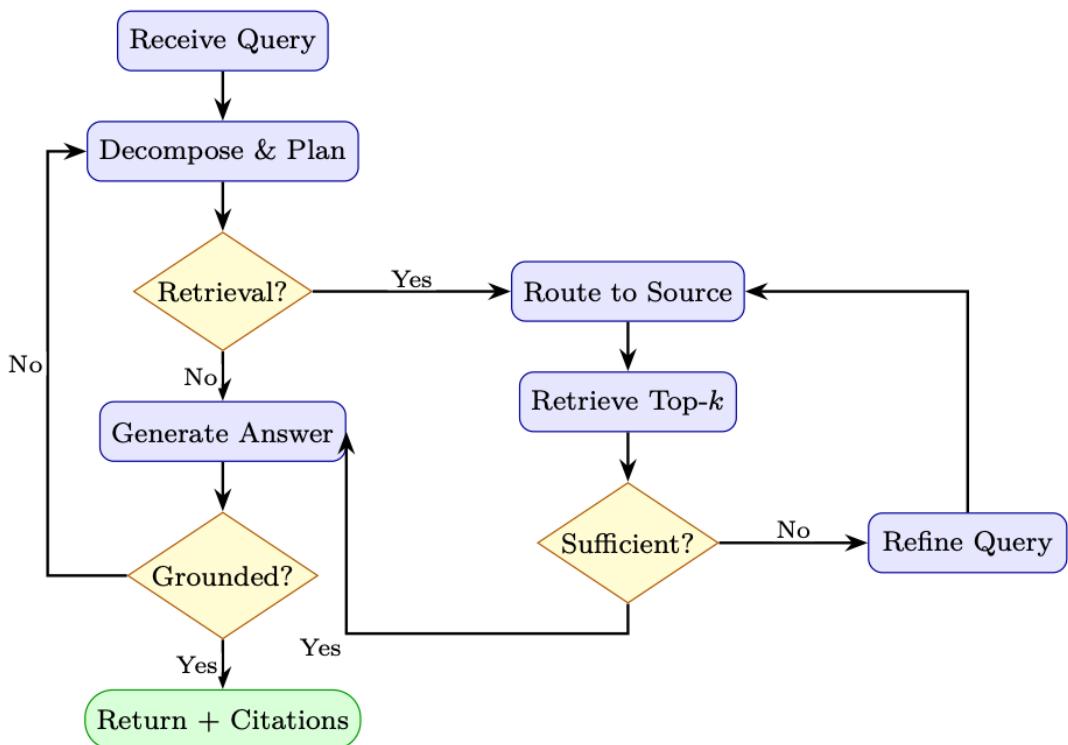 Receive Query
Decompose & Plan
Retrieval?
Yes
Route to Source
No
No
Retrieve Top-k
Generate Answer
Sufficient?
No
Refine Query
Grounded?
Yes
Yes
Return + Citations